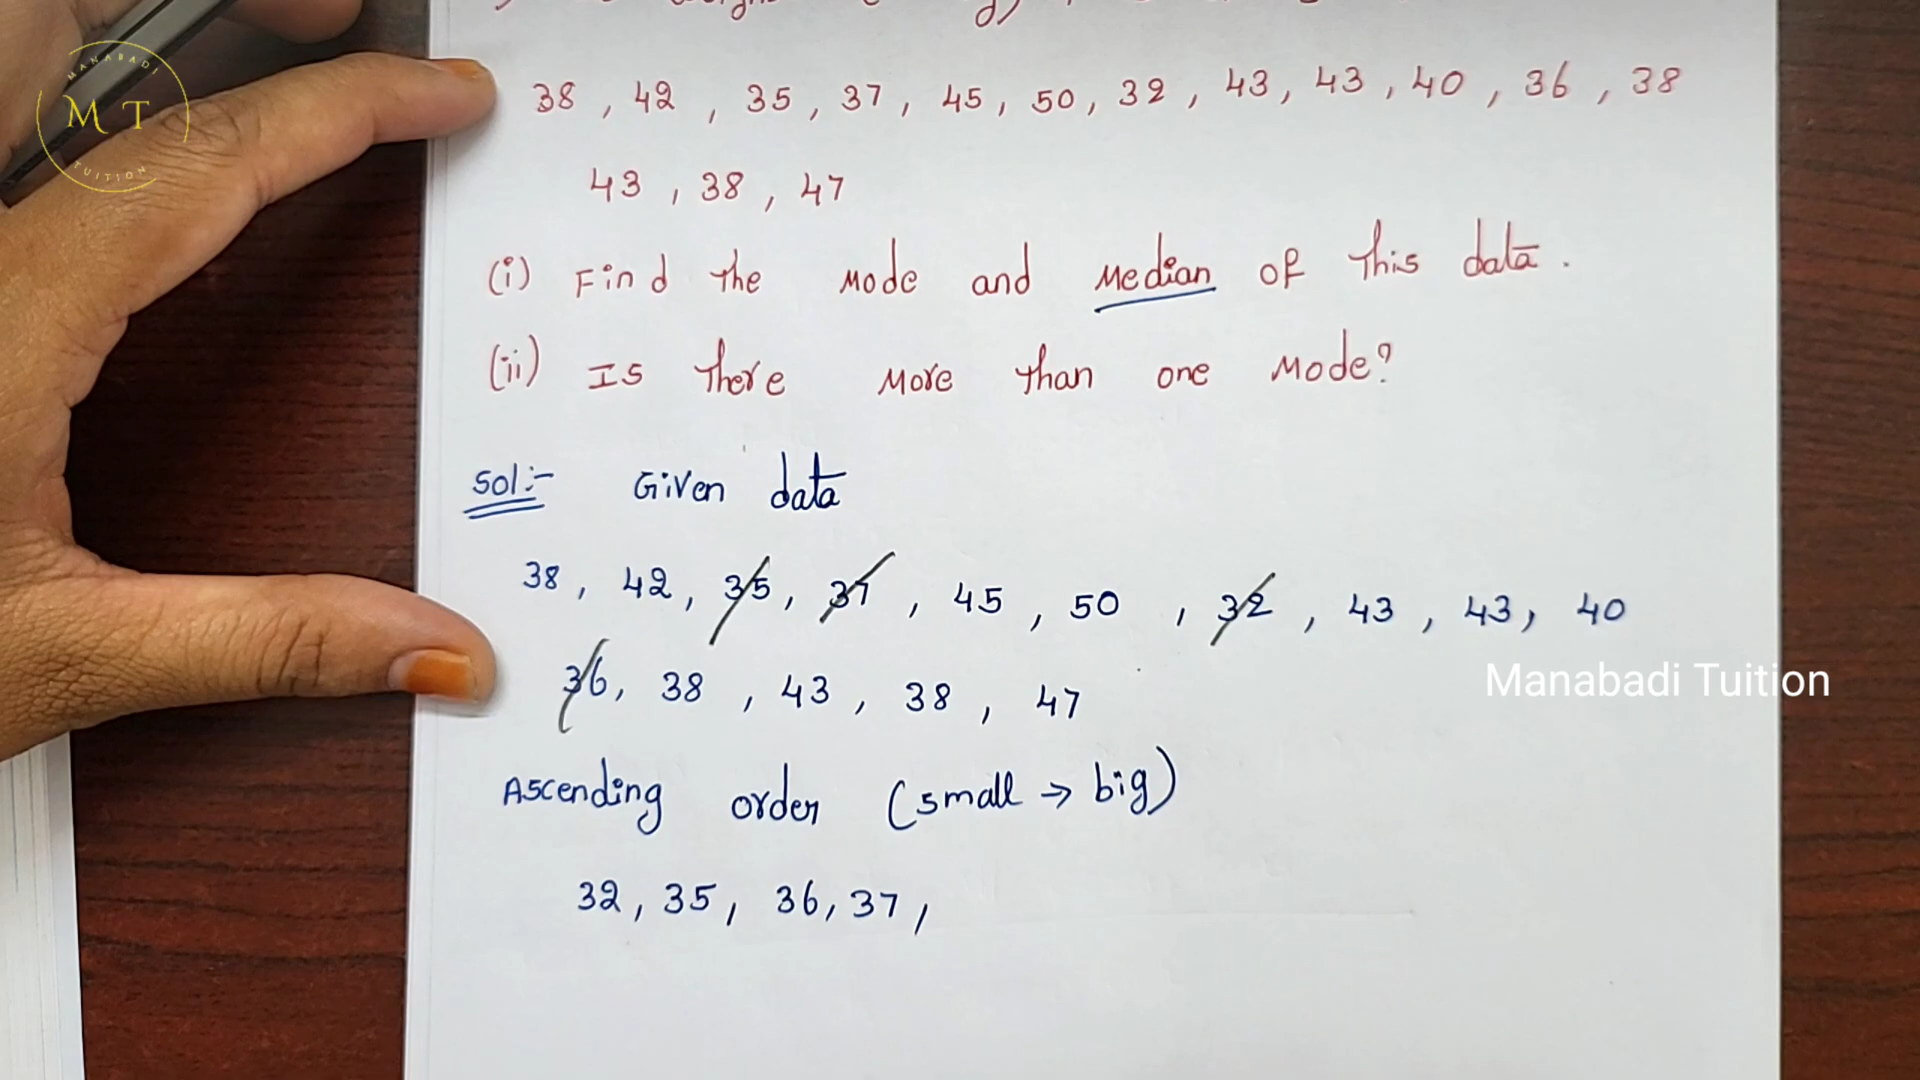 MANABADI
M T
TUITION
38 , 42 , 35 , 37 , 45 , 50 , 32 , 43 , 43 , 40 , 36 , 38
43 , 38 , 47
(i) Find the Mode and Median of this data .
(ii) Is there More than one Mode?
Sol:- Given data
38 , 42 , 35 , 37 , 45 , 50 , 32 , 43 , 43 , 40
36 , 38 , 43 , 38 , 47
Manabadi Tuition
Ascending order (small → big)
32 , 35 , 36 , 37 ,